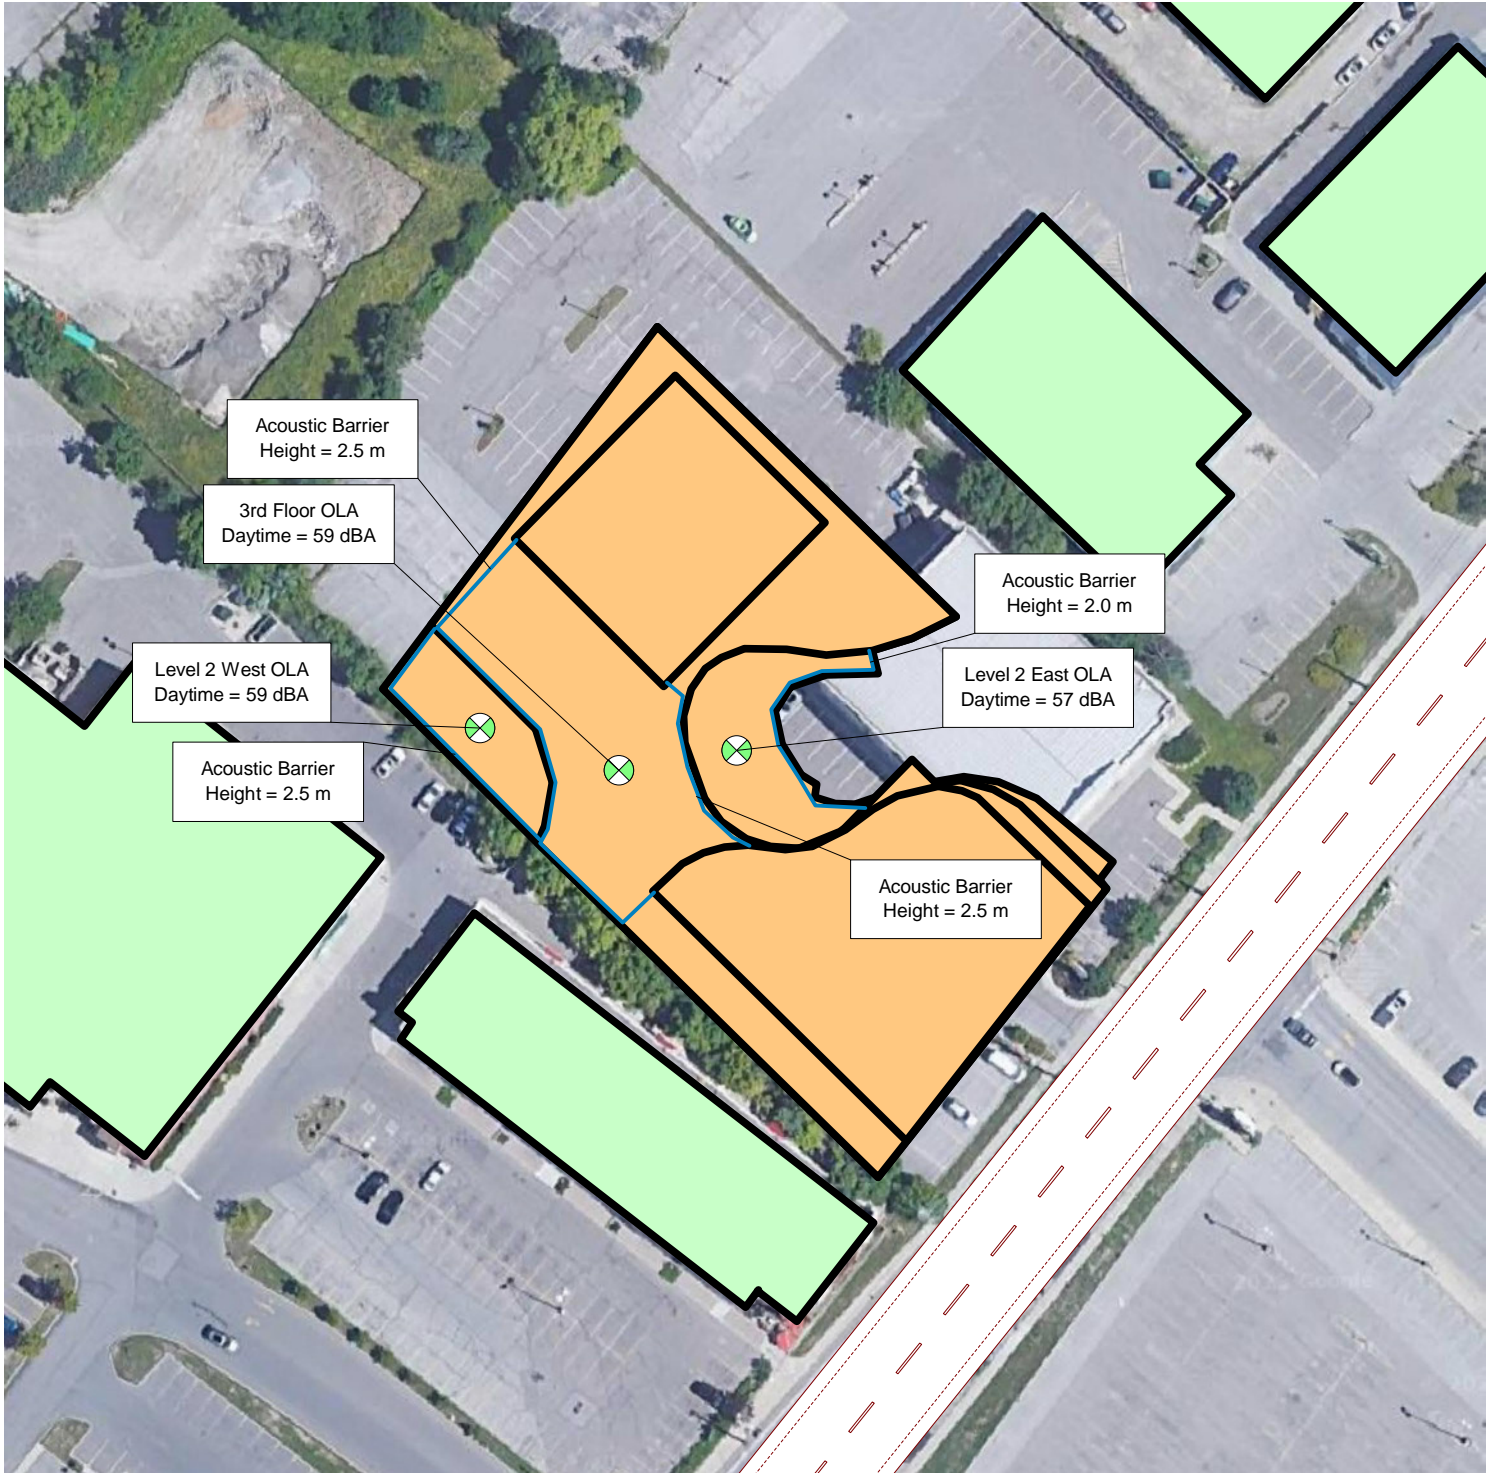 Acoustic Barrier
Height = 2.5 m
3rd Floor OLA
Daytime = 59 dBA
Acoustic Barrier
Height = 2.0 m
Level 2 West OLA
Daytime = 59 dBA
Level 2 East OLA
Daytime = 57 dBA
Acoustic Barrier
Height = 2.5 m
Acoustic Barrier
Height = 2.5 m